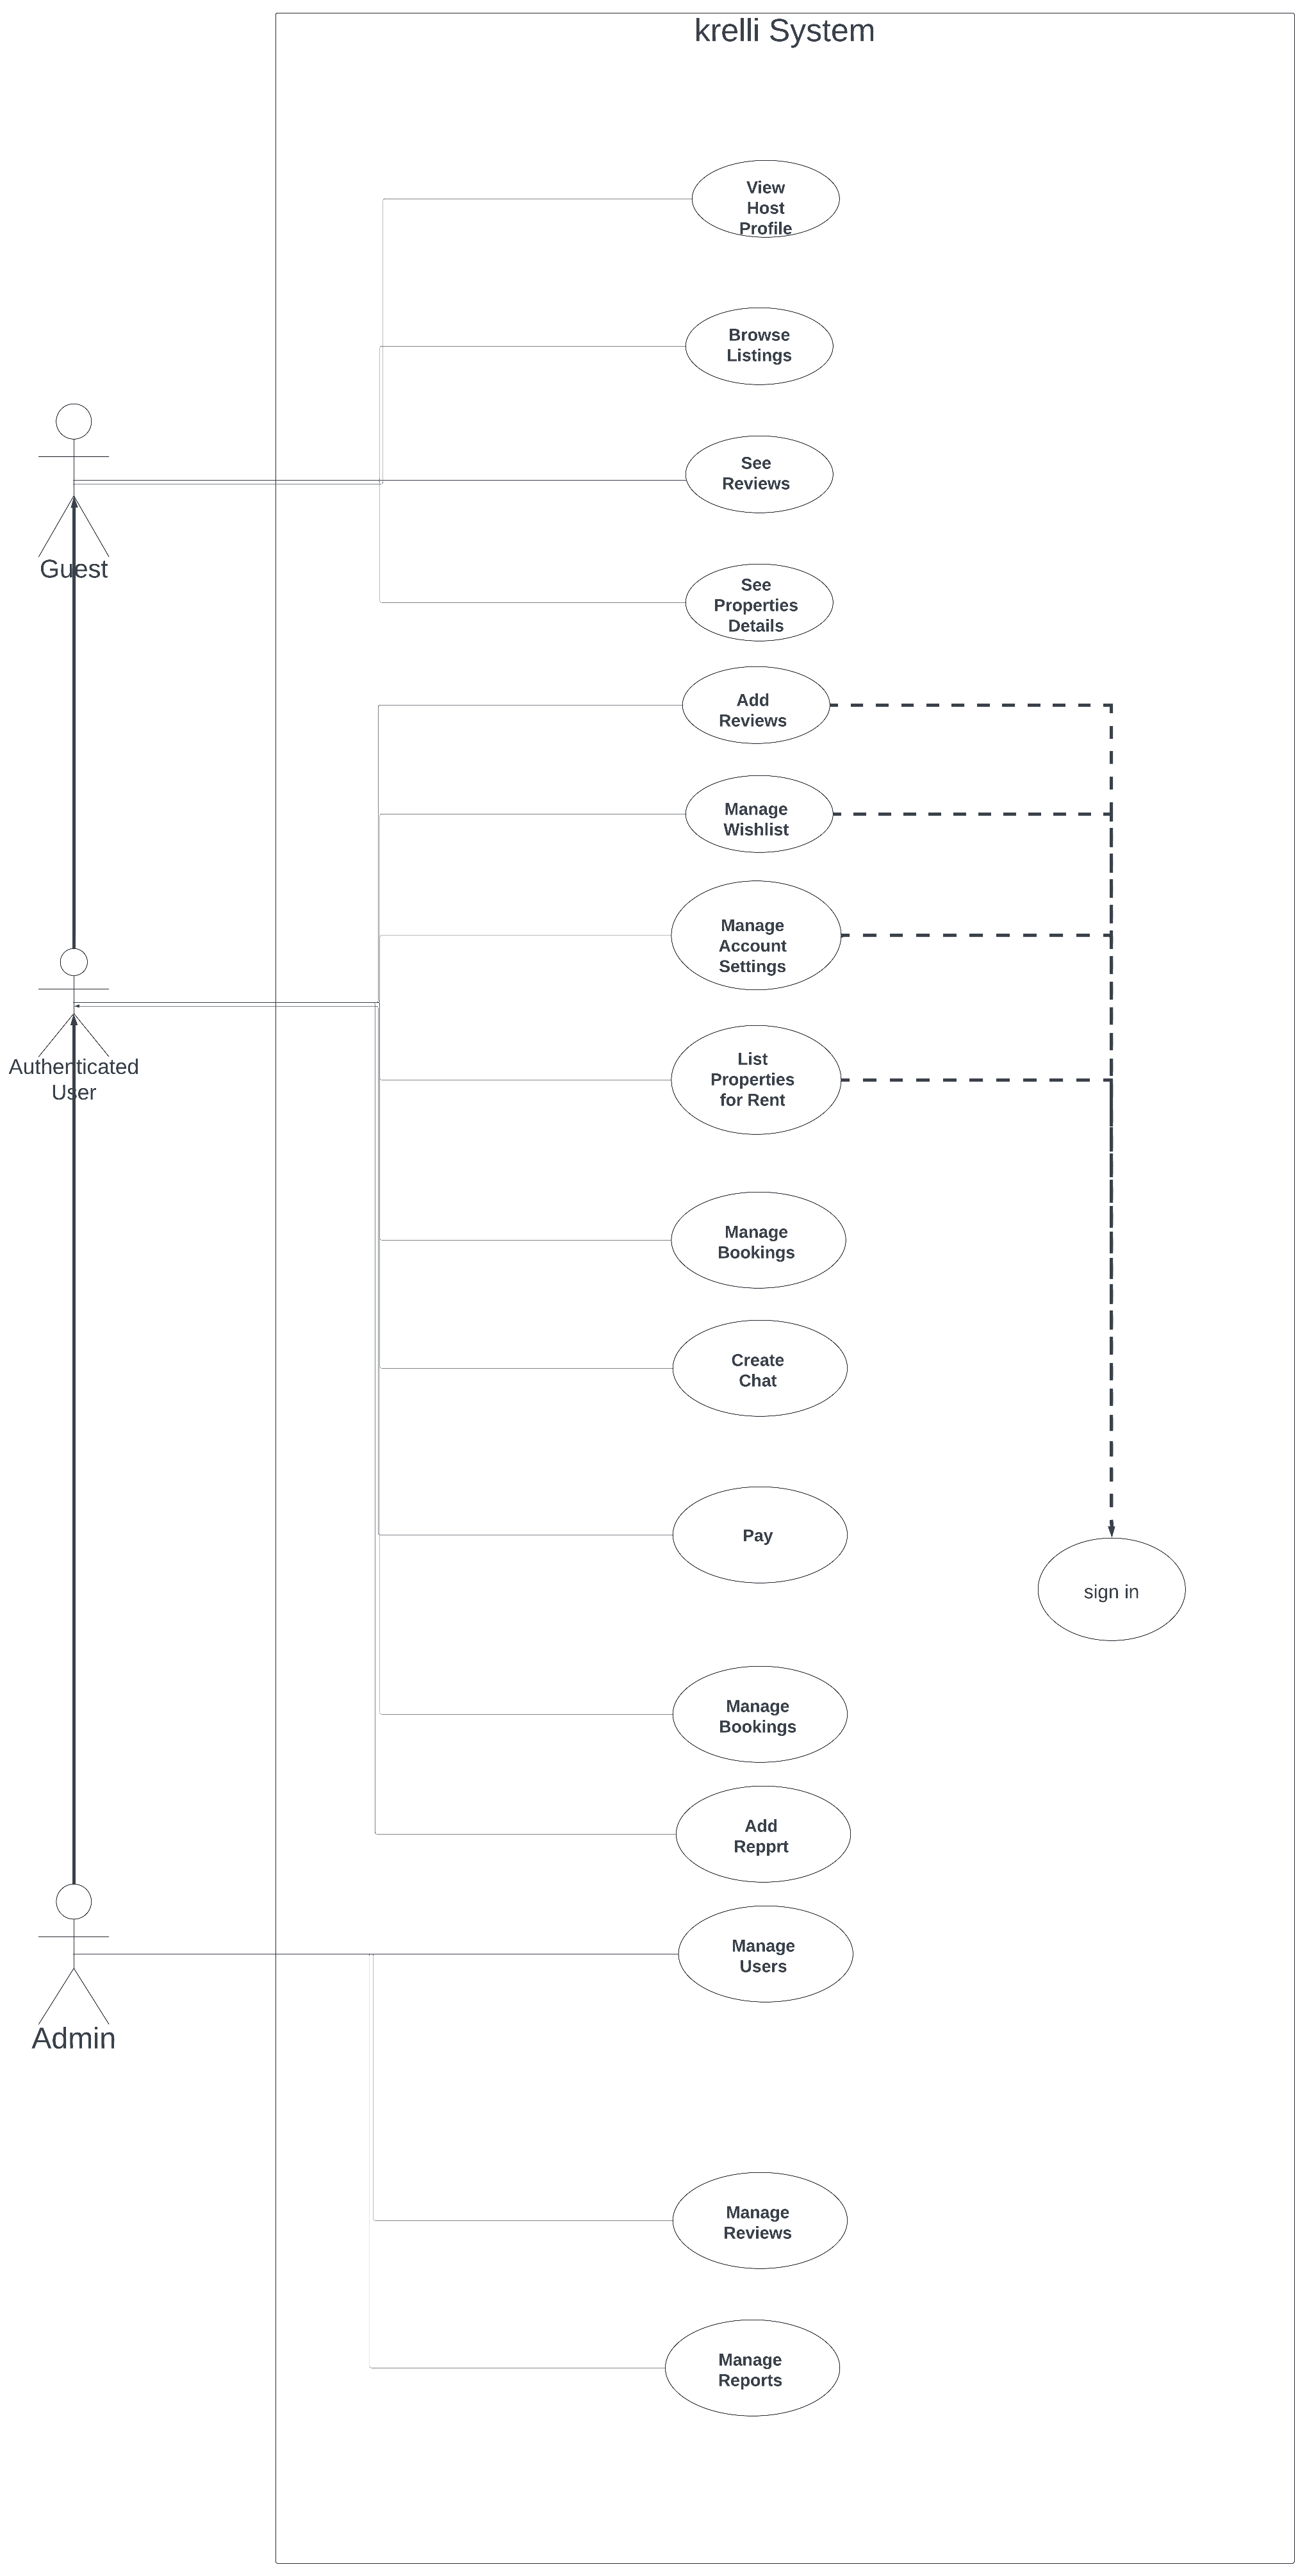 krelli System
View
Host
Profile
Browse
Listings
See
Reviews
Guest
See
Properties
Details
Add
Reviews
Manage
Wishlist
Manage
Account
Settings
Authenticated
User
List
Properties
for Rent
Manage
Bookings
Create
Chat
Pay
sign in
Manage
Bookings
Add
Repprt
Manage
Users
Admin
Manage
Reviews
Manage
Reports